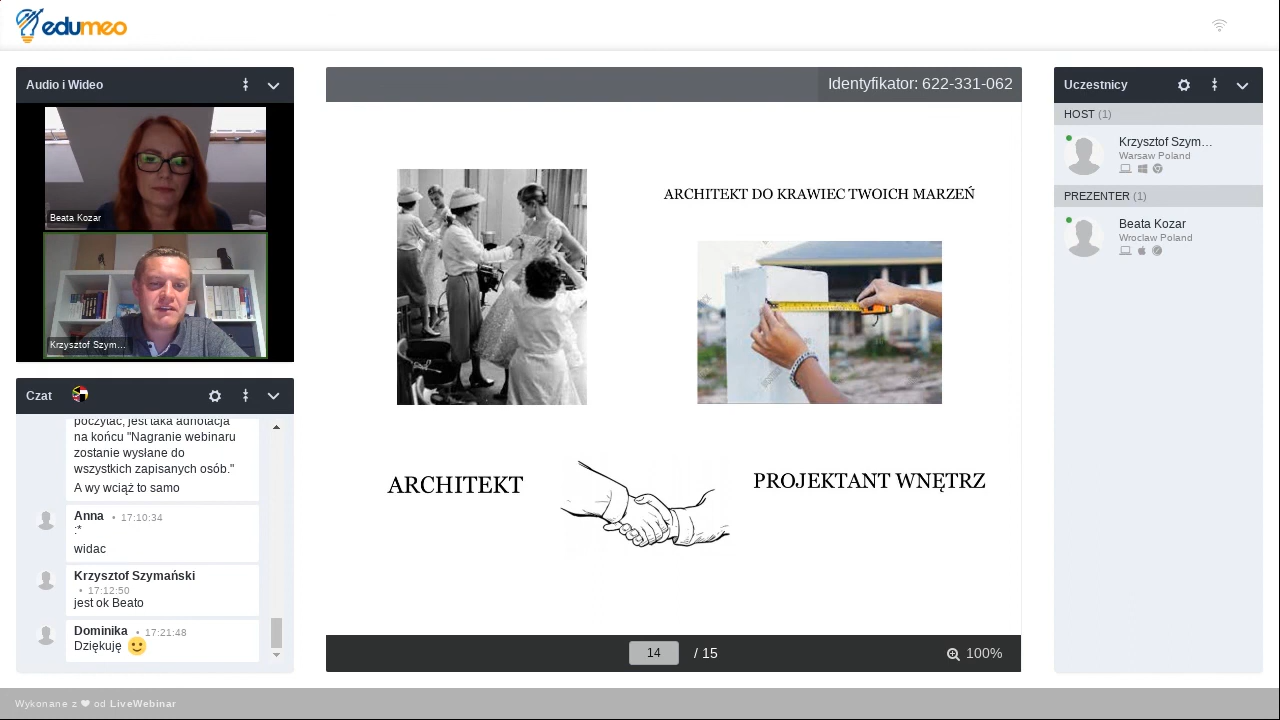 edumeo
Audio i Wideo
Beata Kozar
Krzysztof Szym...
Czat
poczytać, jest taka adnotacja
na końcu "Nagranie webinaru
zostanie wysłane do
wszystkich zapisanych osób."
A wy wciąż to samo
Anna • 17:10:34
:*
widac
Krzysztof Szymański
• 17:12:50
jest ok Beato
Dominika • 17:21:48
Dziękuję
Identyfikator: 622-331-062
ARCHITEKT DO KRAWIEC TWOICH MARZEŃ
ARCHITEKT
PROJEKTANT WNĘTRZ
14 / 15
100%
Uczestnicy
HOST (1)
Krzysztof Szym...
Warsaw Poland
PREZENTER (1)
Beata Kozar
Wroclaw Poland
Wykonane z ❤ od LiveWebinar